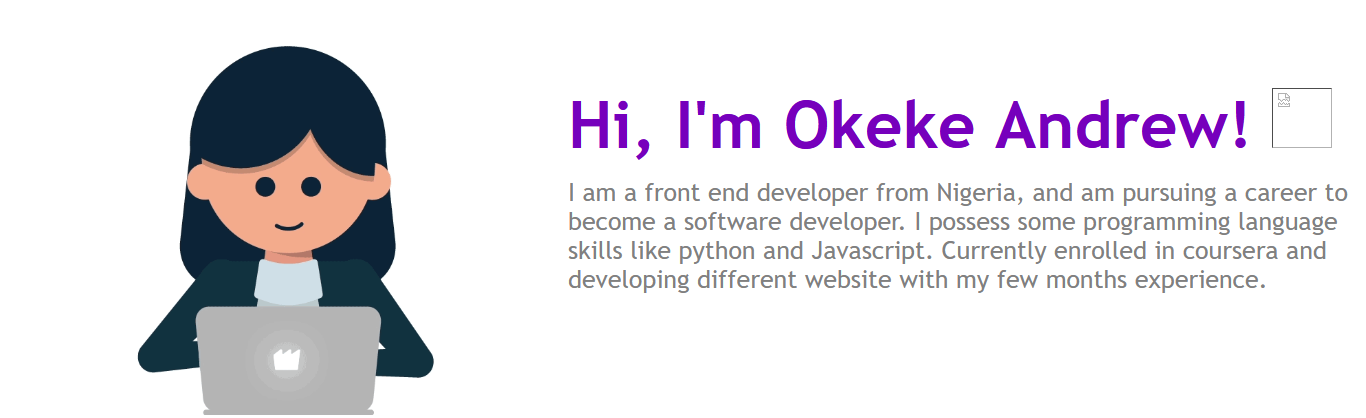 Hi, I'm Okeke Andrew!
I am a front end developer from Nigeria, and am pursuing a career to
become a software developer. I possess some programming language
skills like python and Javascript. Currently enrolled in coursera and
developing different website with my few months experience.